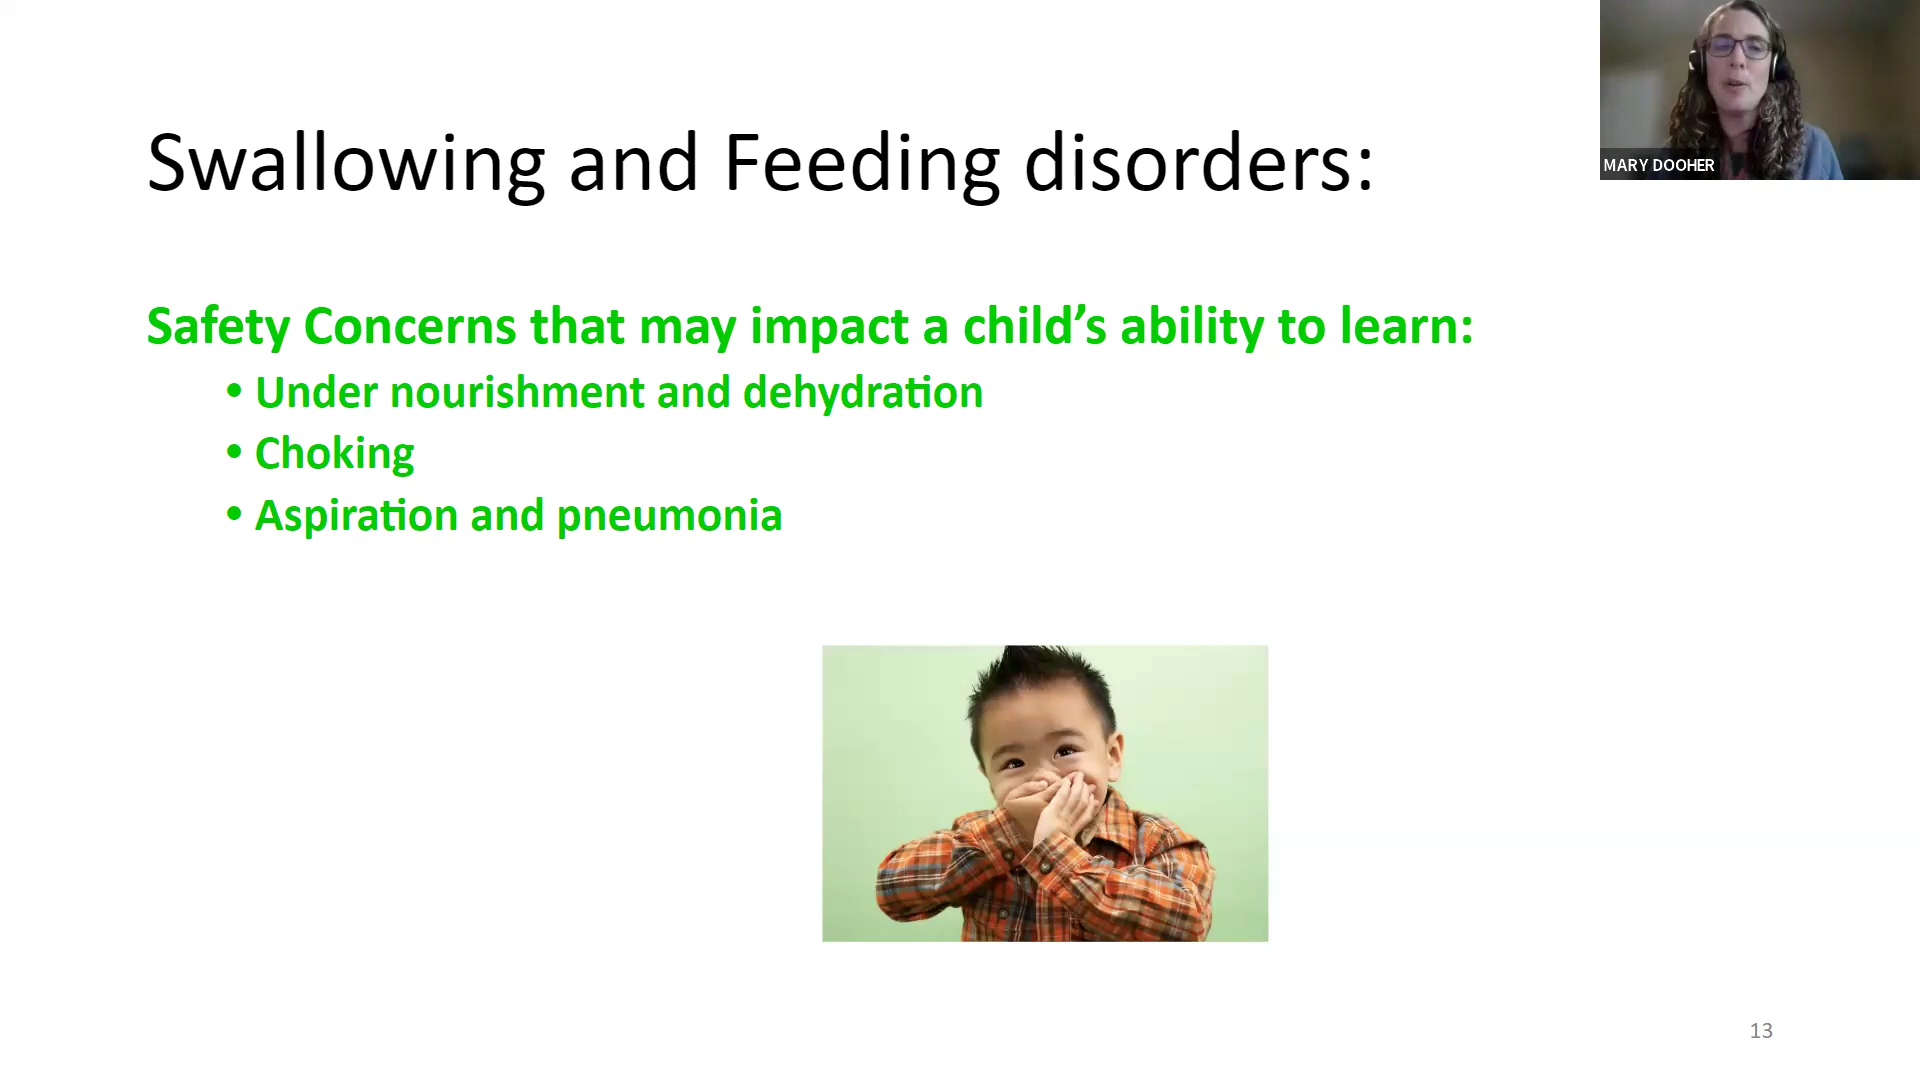 MARY DOOHER
Swallowing and Feeding disorders:
Safety Concerns that may impact a child’s ability to learn:
• Under nourishment and dehydration
• Choking
• Aspiration and pneumonia
13